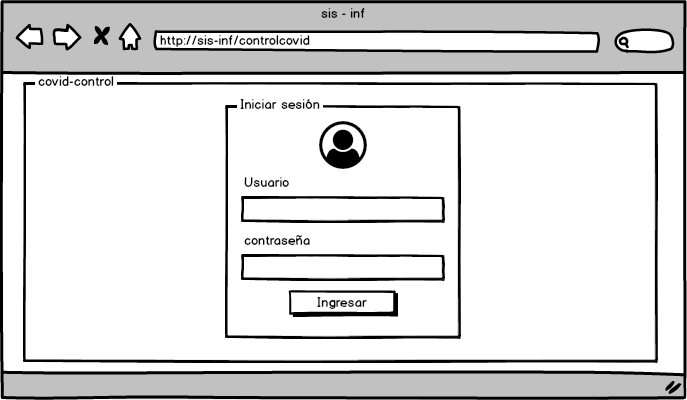 sis - inf
http://sis-inf/controlcovid
covid-control
Iniciar sesión
Usuario
contraseña
Ingresar